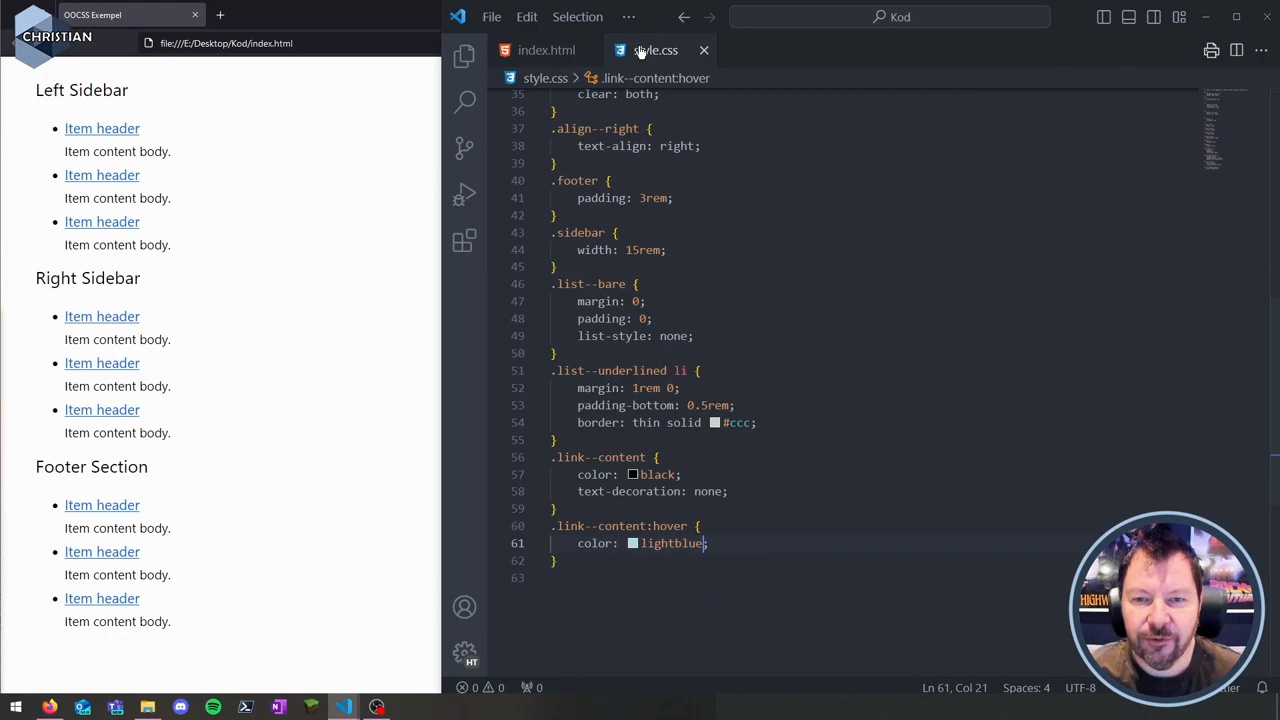 OOCSS Exempel
CHRISTIAN
file:///E:/Desktop/Kod/index.html
Left Sidebar
Item header
Item content body.
Item header
Item content body.
Item header
Item content body.
Right Sidebar
Item header
Item content body.
Item header
Item content body.
Item header
Item content body.
Footer Section
Item header
Item content body.
Item header
Item content body.
Item header
Item content body.
File Edit Selection ···
Kod
index.html style.css
style.css > .link--content:hover
35 clear: both;
36 }
37 .align--right {
38 text-align: right;
39 }
40 .footer {
41 padding: 3rem;
42 }
43 .sidebar {
44 width: 15rem;
45 }
46 .list--bare {
47 margin: 0;
48 padding: 0;
49 list-style: none;
50 }
51 .list--underlined li {
52 margin: 1rem 0;
53 padding-bottom: 0.5rem;
54 border: thin solid #ccc;
55 }
56 .link--content {
57 color: black;
58 text-decoration: none;
59 }
60 .link--content:hover {
61 color: lightblue;
62 }
63
HT
0 0 0
Ln 61, Col 21 Spaces: 4 UTF-8